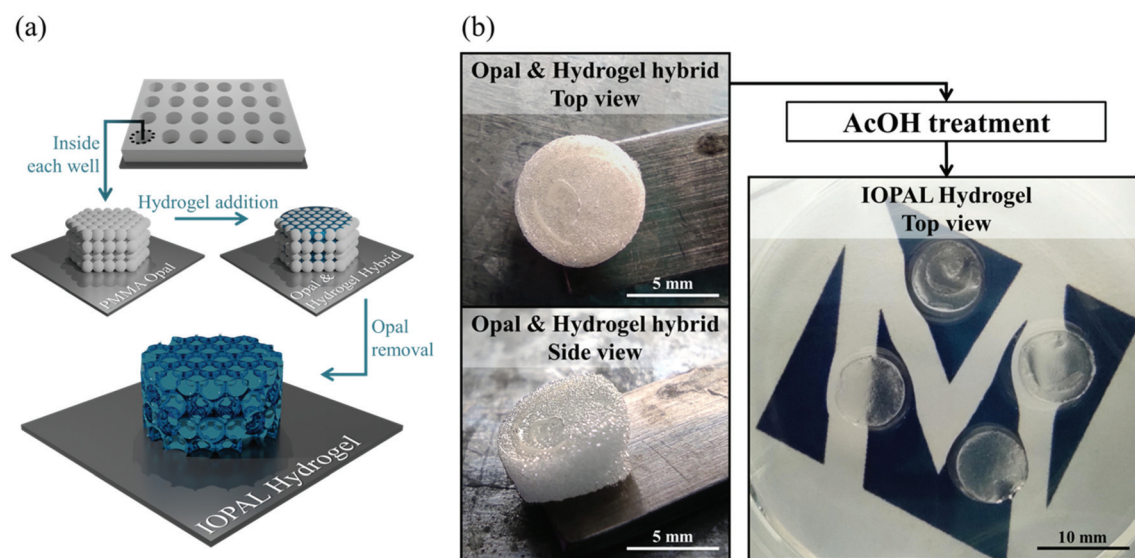 (a)
Inside
each well
Hydrogel addition
PMMA Opal
Opal &
Hydrogel Hybrid
Opal
removal
IOPAL Hydrogel
(b)
Opal & Hydrogel hybrid
Top view
5 mm
Opal & Hydrogel hybrid
Side view
5 mm
AcOH treatment
IOPAL Hydrogel
Top view
10 mm